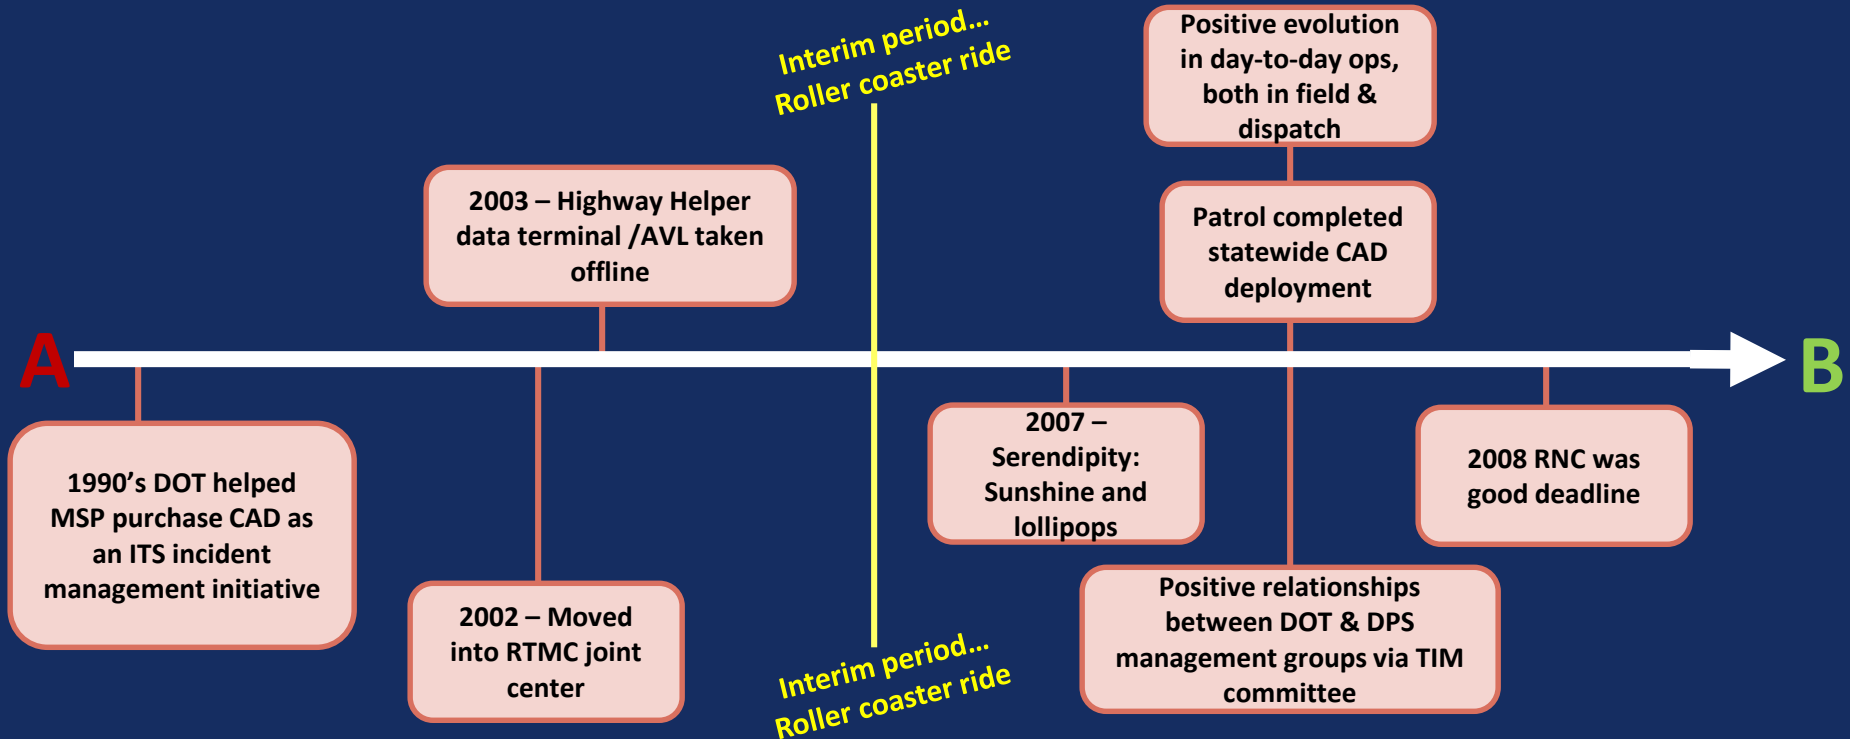 Interim period...
Roller coaster ride
Positive evolution
in day-to-day ops,
both in field &
dispatch
2003 – Highway Helper
data terminal /AVL taken
offline
Patrol completed
statewide CAD
deployment
A
B
1990’s DOT helped
MSP purchase CAD as
an ITS incident
management initiative
2002 – Moved
into RTMC joint
center
2007 –
Serendipity:
Sunshine and
lollipops
2008 RNC was
good deadline
Positive relationships
between DOT & DPS
management groups via TIM
committee
Interim period...
Roller coaster ride